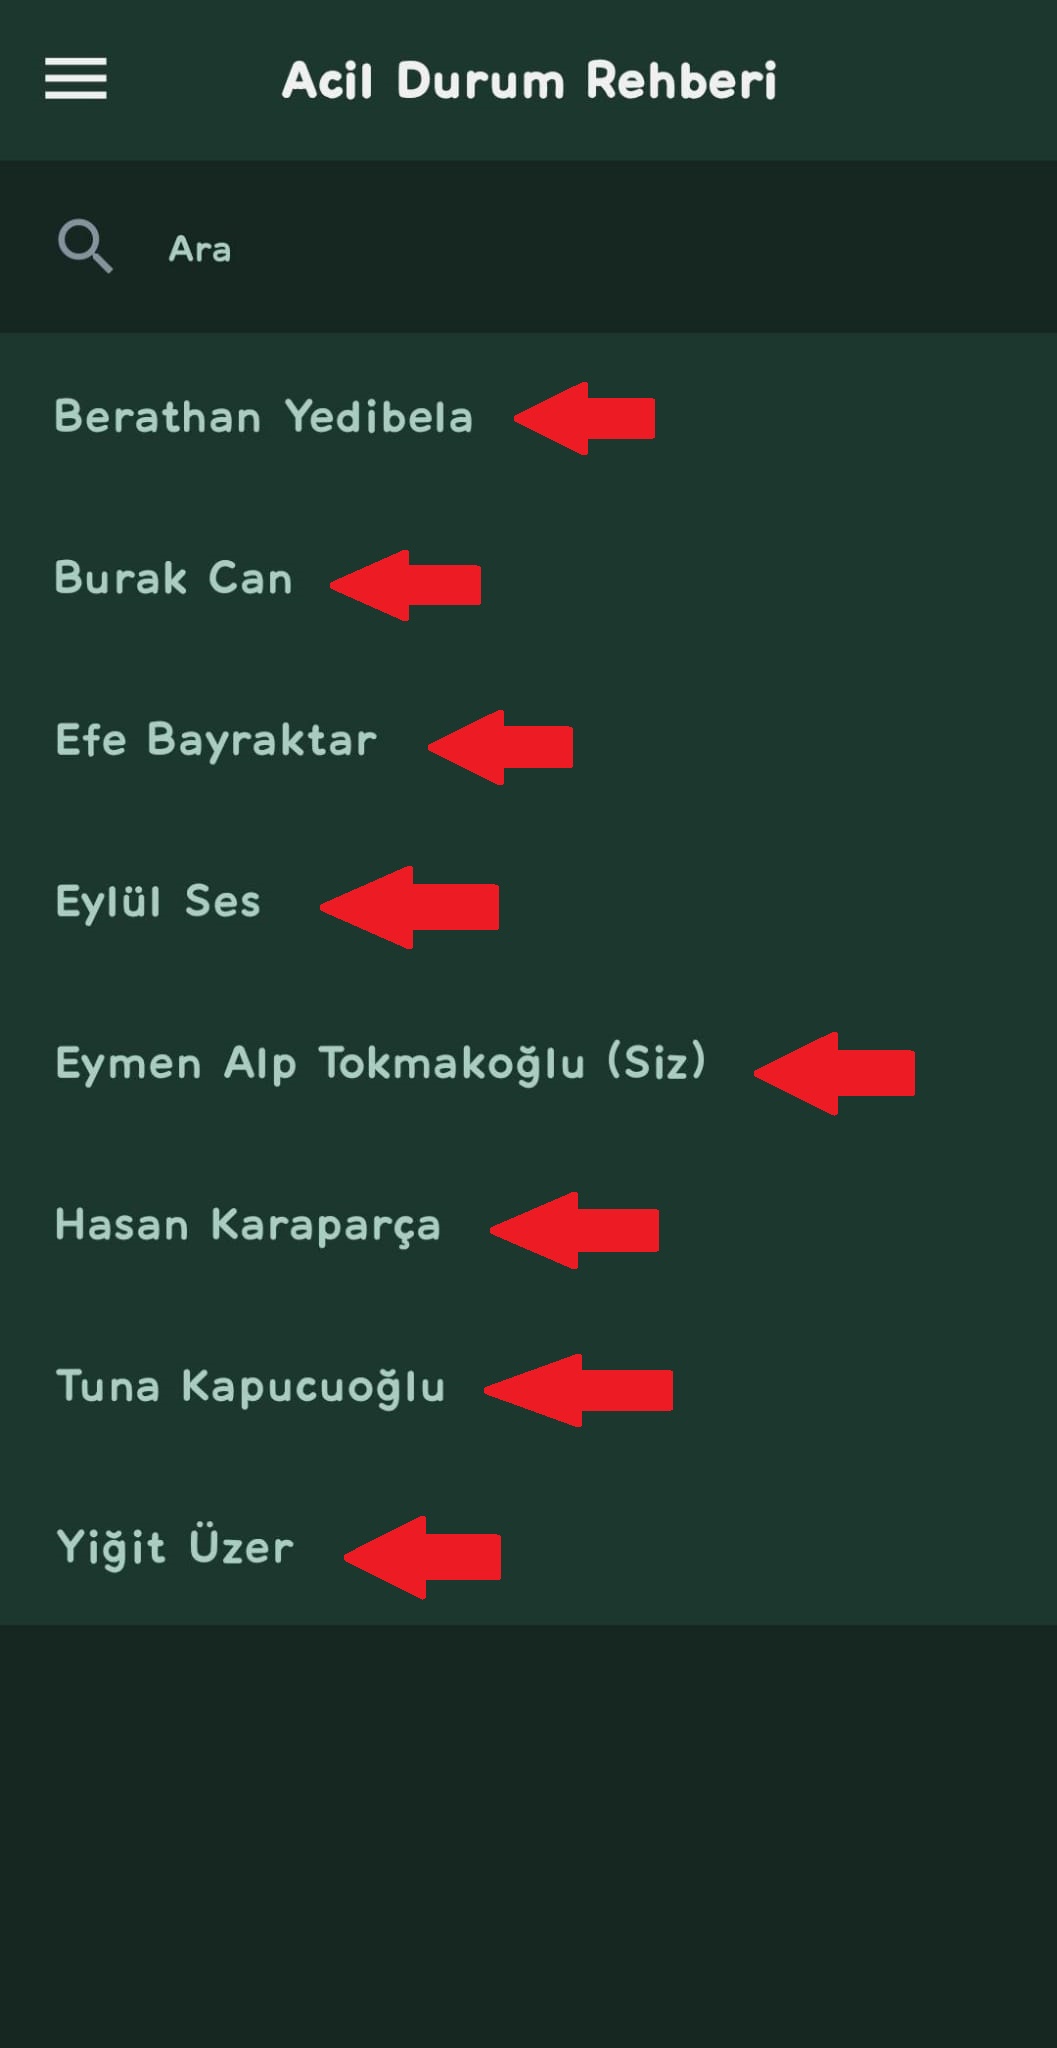 Acil Durum Rehberi
Ara
Berathan Yedibela
Burak Can
Efe Bayraktar
Eylül Ses
Eymen Alp Tokmakoğlu (Siz)
Hasan Karaparça
Tuna Kapucuoğlu
Yiğit Üzer